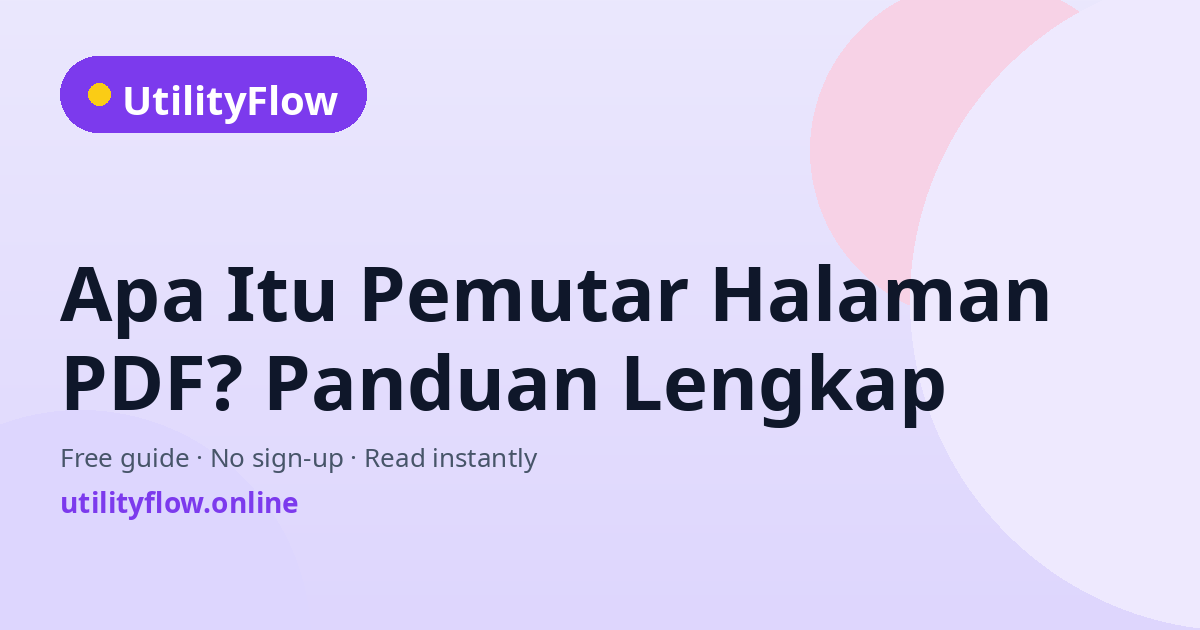 UtilityFlow
Apa Itu Pemutar Halaman
PDF? Panduan Lengkap
Free guide · No sign-up · Read instantly
utilityflow.online